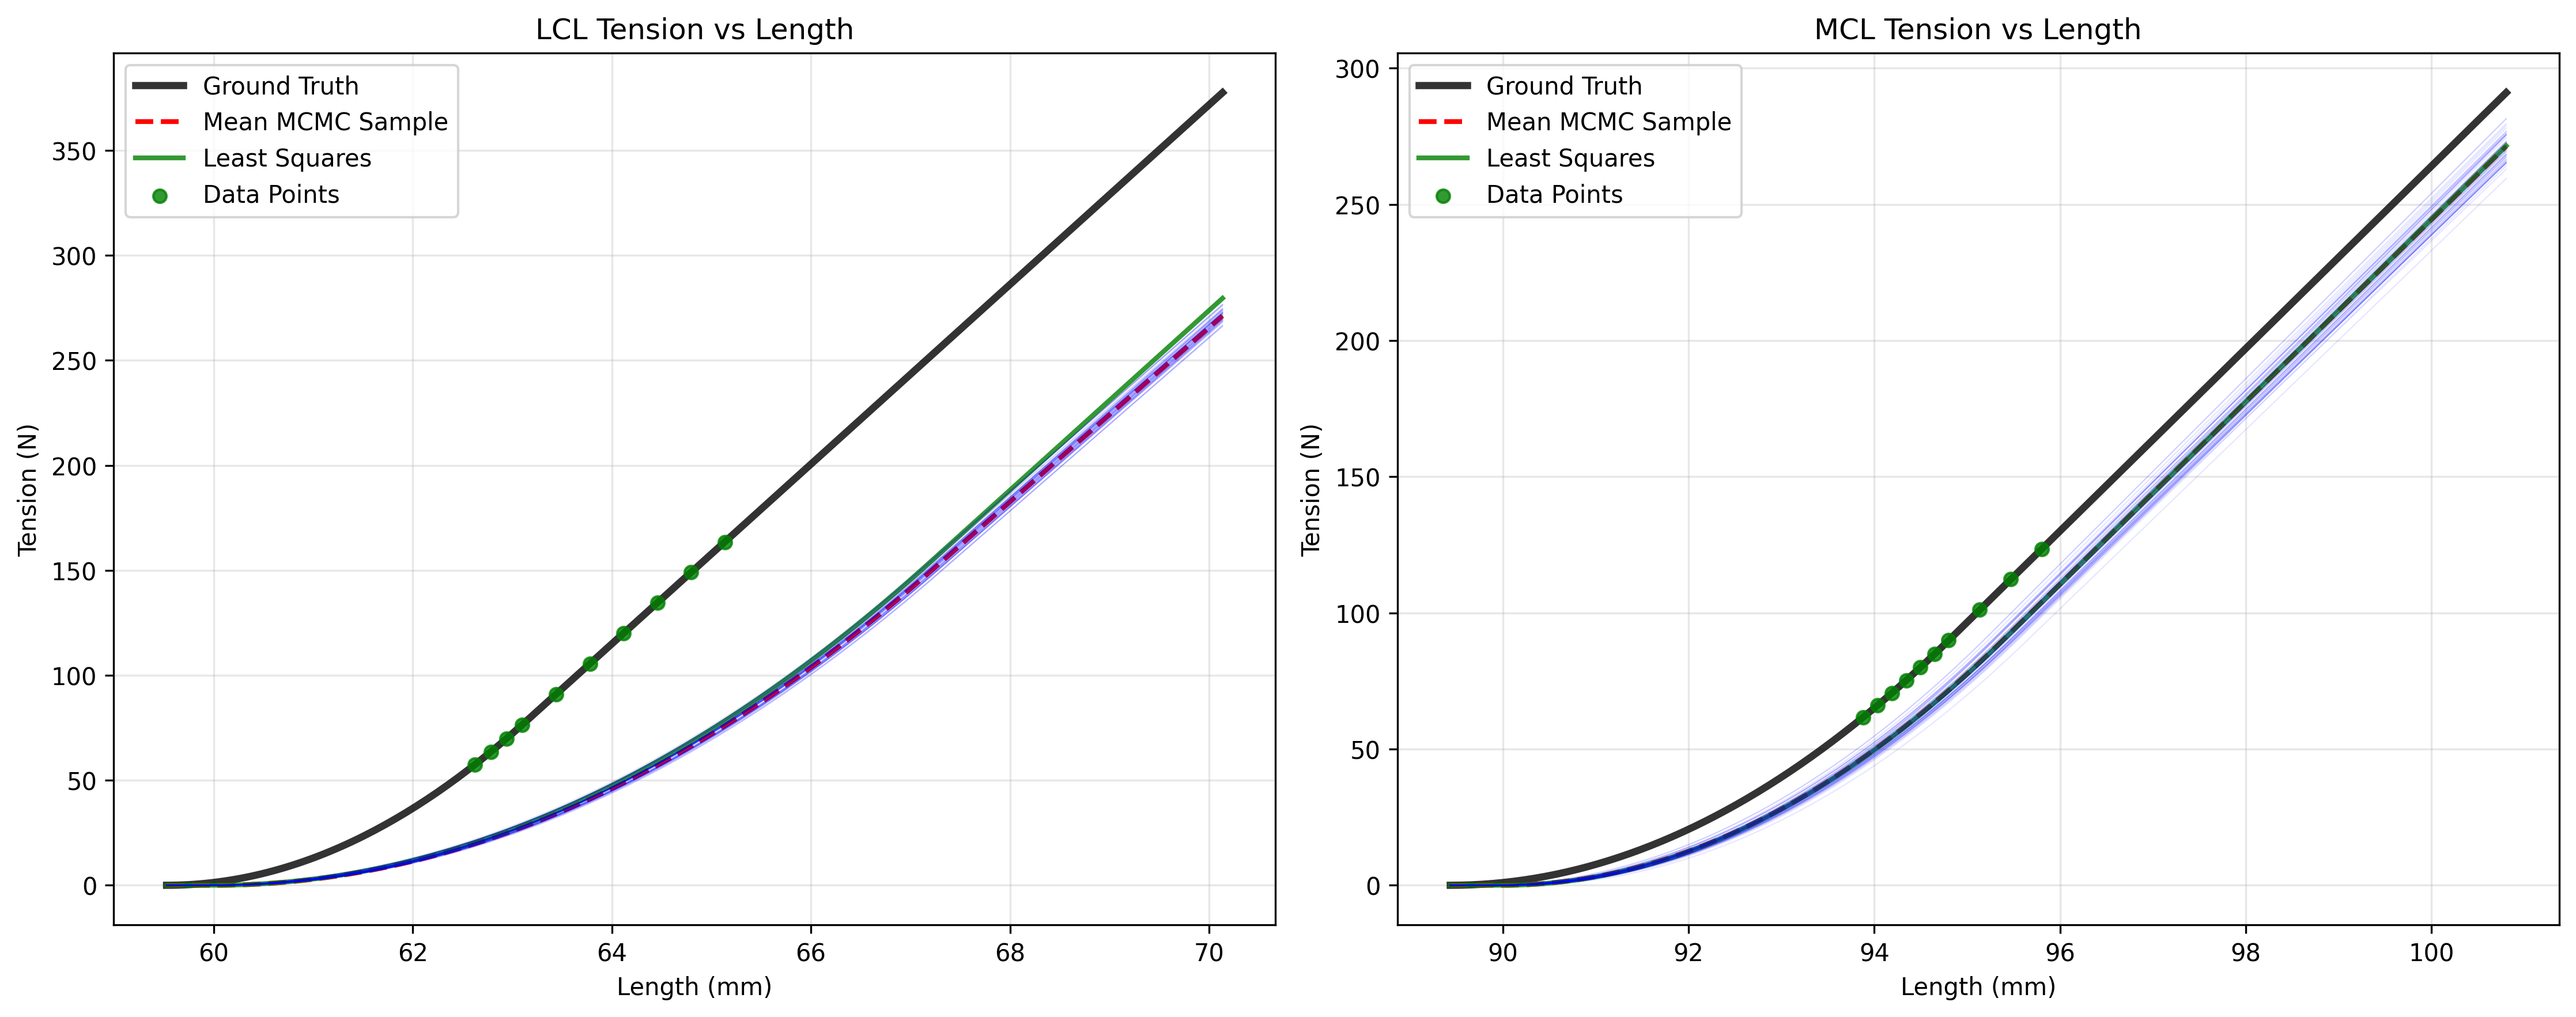 LCL Tension vs Length
Ground Truth
Mean MCMC Sample
Least Squares
Data Points
350
300
250
200
150
100
50
0
Tension (N)
60 62 64 66 68 70
Length (mm)
MCL Tension vs Length
Ground Truth
Mean MCMC Sample
Least Squares
Data Points
300
250
200
150
100
50
0
Tension (N)
90 92 94 96 98 100
Length (mm)